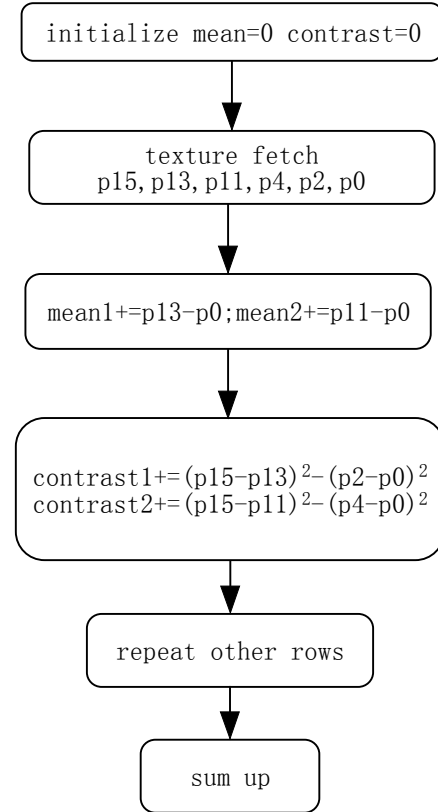 initialize mean=0 contrast=0
texture fetch
p15,p13,p11,p4,p2,p0
mean1+=p13-p0;mean2+=p11-p0
contrast1+=(p15-p13)²-(p2-p0)²
contrast2+=(p15-p11)²-(p4-p0)²
repeat other rows
sum up